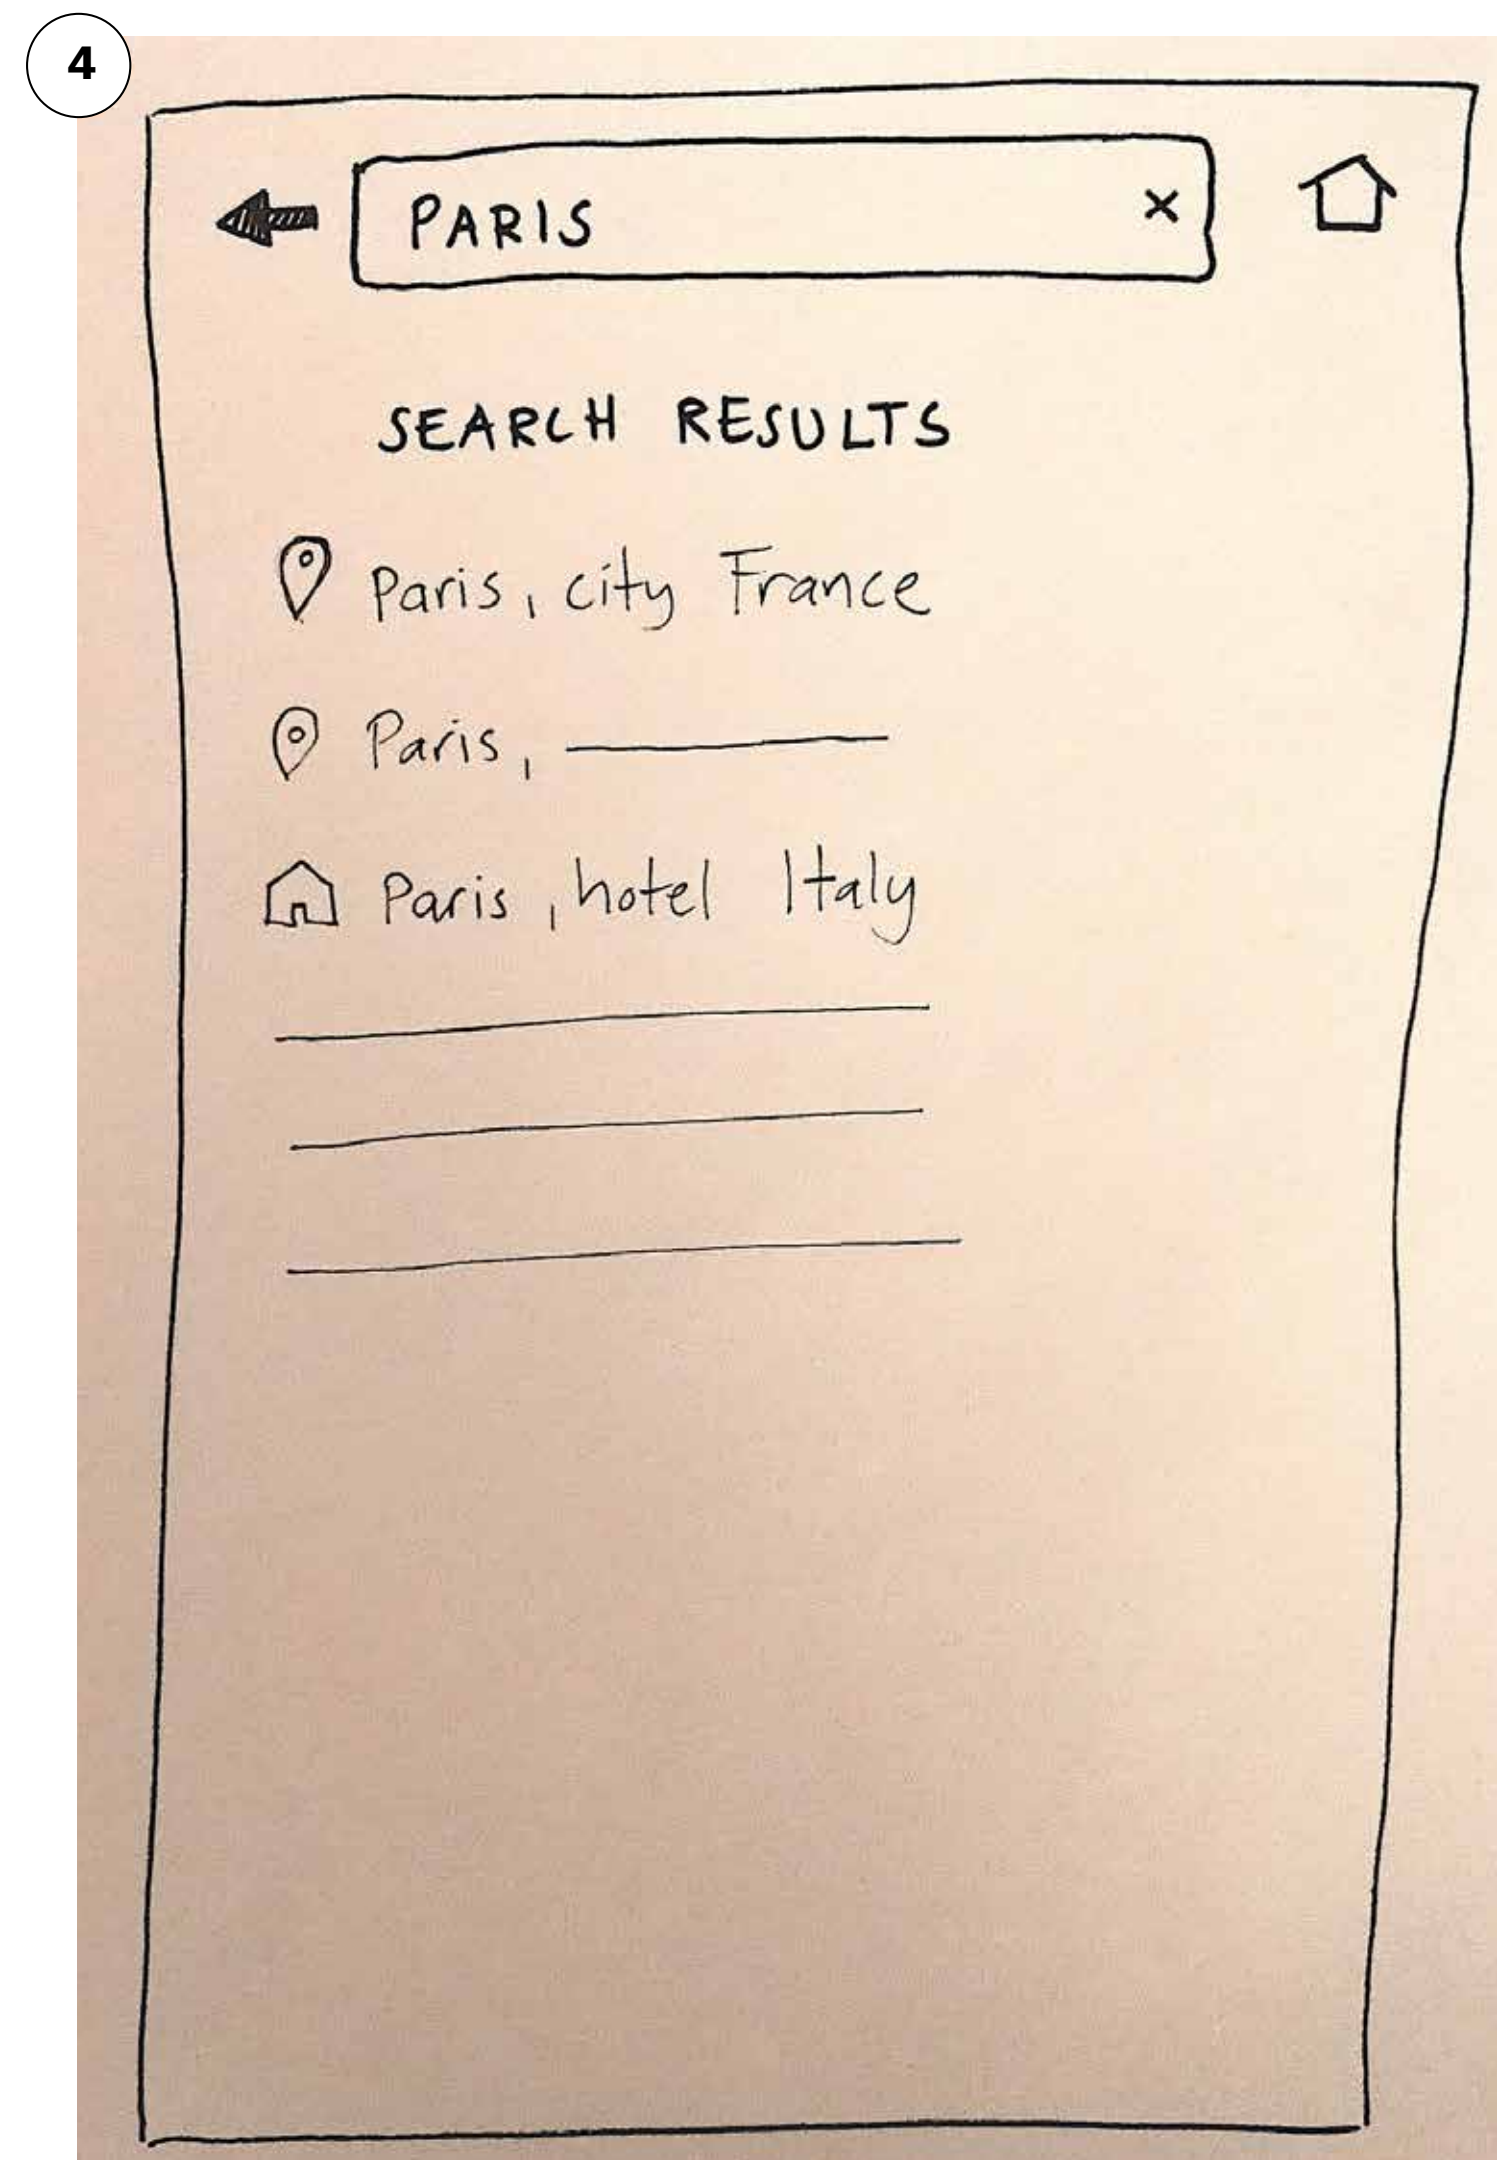 4
PARIS ×
SEARCH RESULTS
Paris, city France
Paris,
Paris, hotel Italy